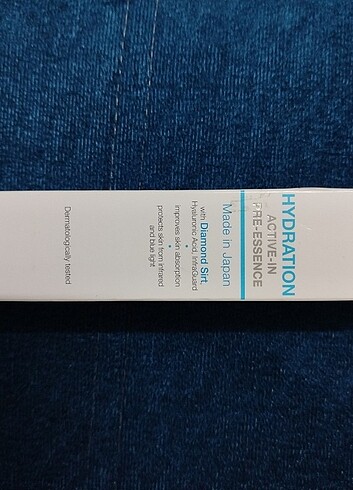 HYDRATION
ACTIVE-IN
PRE-ESSENCE
Made in Japan
with Diamond Sirt,
Hyaluronic Acid, InfraGuard
•
improves skin absorption
•
protects skin from infrared
and blue light
Dermatologically tested